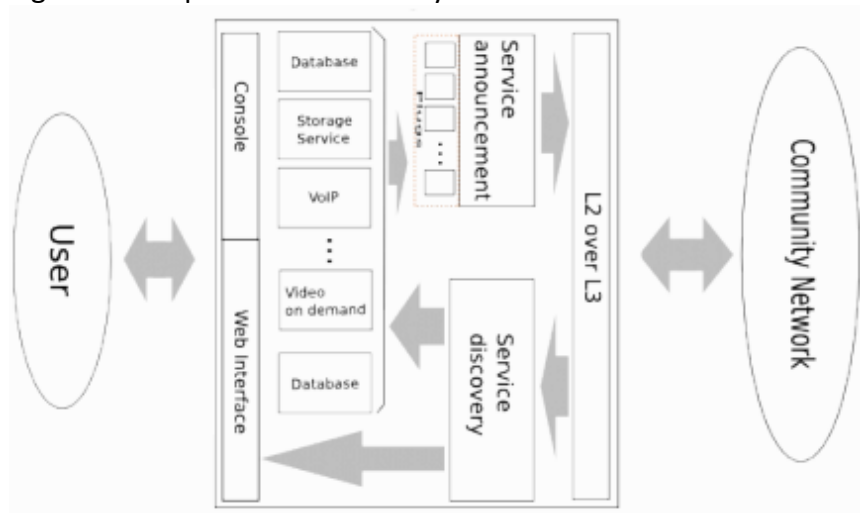 User
Console
Web Interface
Database
Storage
Service
VoIP
...
Video
on demand
Database
Plugs
...
Service
announcement
Service
discovery
L2 over L3
Community Network